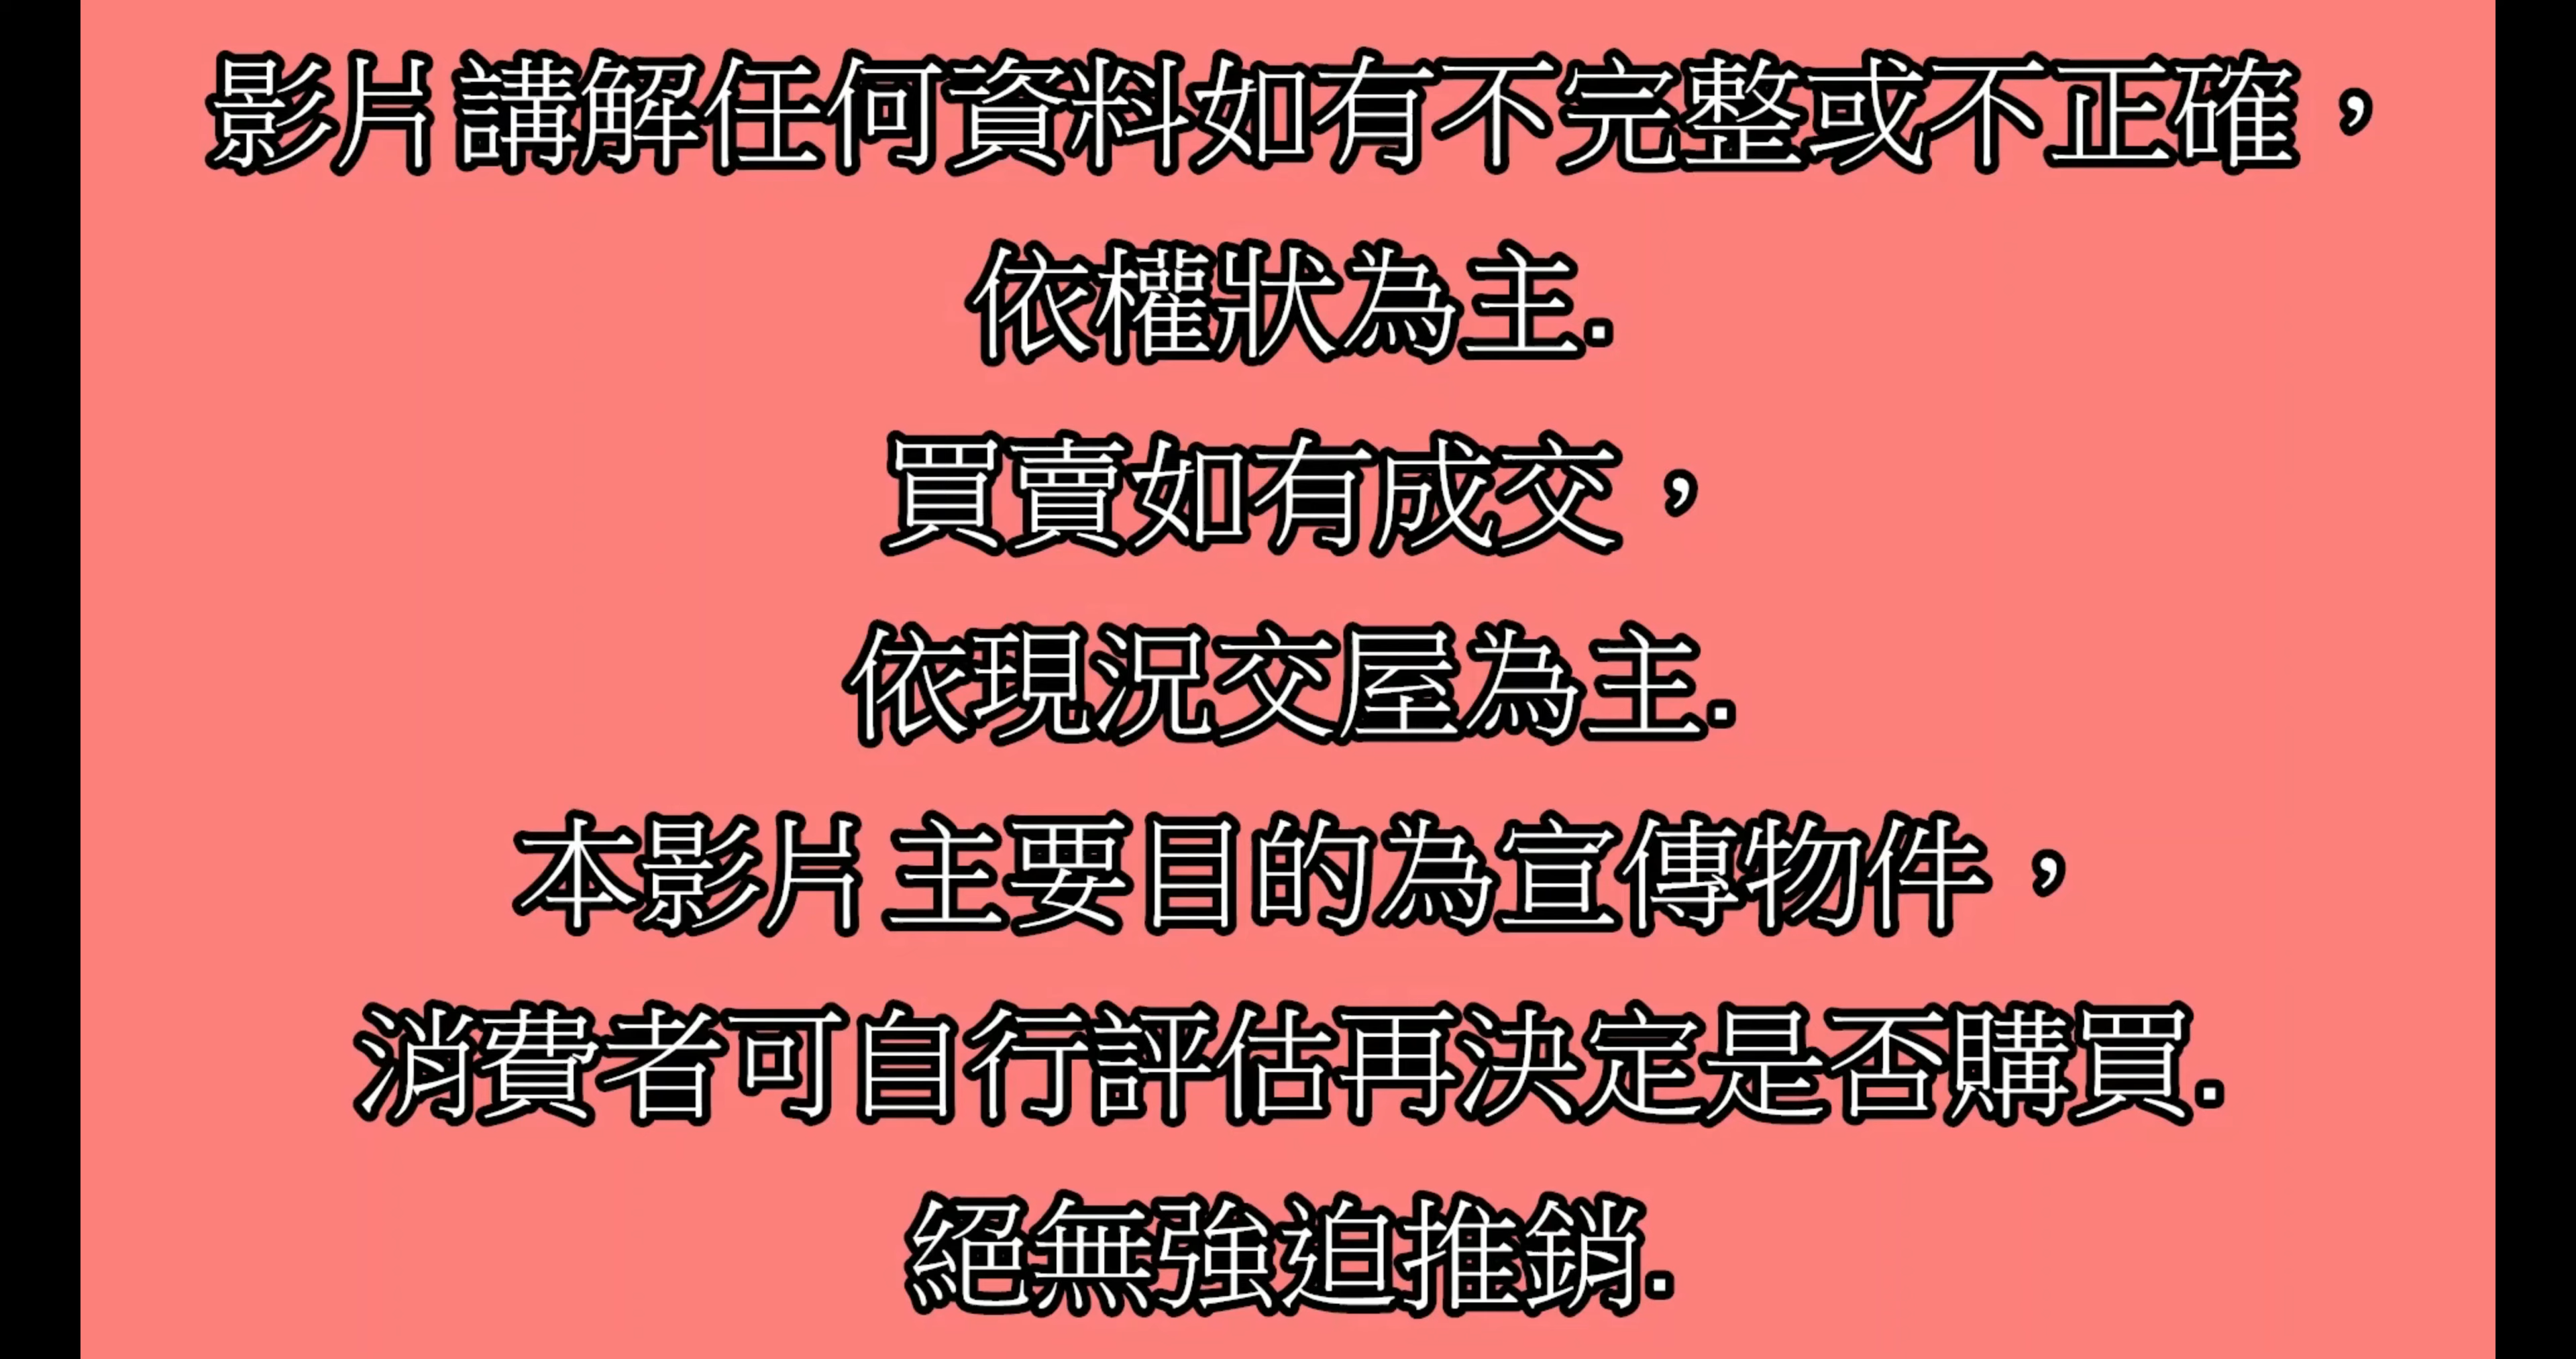 影片講解任何資料如有不完整或不正確，
依權狀為主.
買賣如有成交，
依現況交屋為主.
本影片主要目的為宣傳物件，
消費者可自行評估再決定是否購買.
絕無強迫推銷.